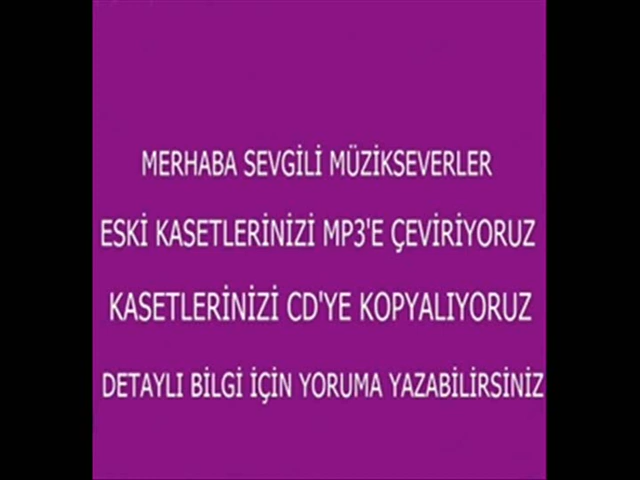 MERHABA SEVGİLİ MÜZİKSEVERLER
ESKİ KASETLERİNİZİ MP3'E ÇEVİRİYORUZ
KASETLERİNİZİ CD'YE KOPYALIYORUZ
DETAYLI BİLGİ İÇİN YORUMA YAZABİLİRSİNİZ